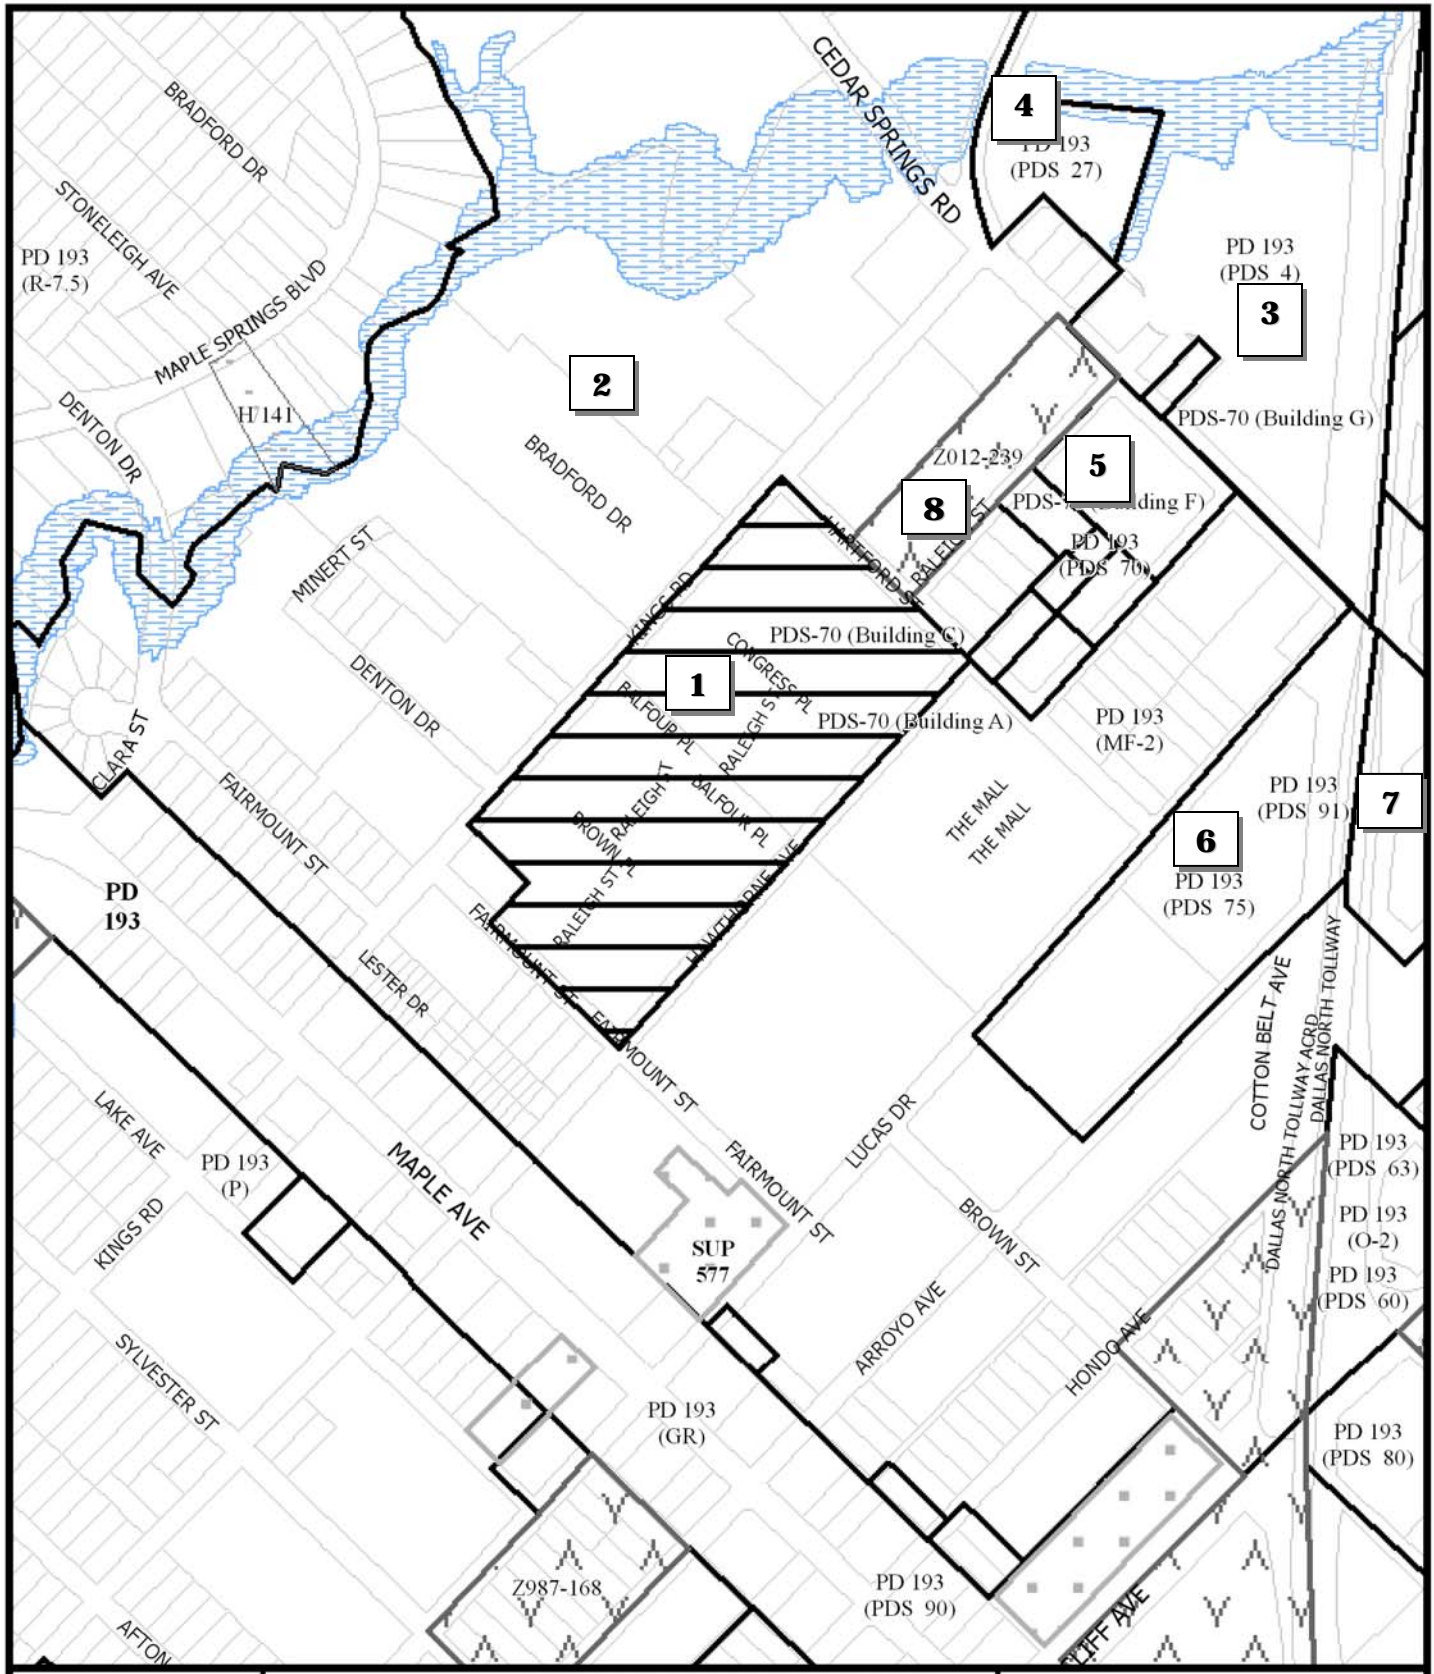 CEDAR SPRINGS RD
4
PD 193
(PDS 27)
BRADFORD DR
STONELEIGH AVE
PD 193
(R-7.5)
MAPLE SPRINGS BLVD
PD 193
(PDS 4)
3
DENTON DR
H/141
2
PDS-70 (Building G)
BRADFORD DR
Z012-239
5
8
HARTFORD ST
RALEIGH ST
PD 193
(PDS 70)
MINERT ST
KINGS RD
PDS-70 (Building C)
CONGRESS PL
1
BALFOUR PL
RALEIGH ST
PDS-70 (Building A)
PD 193
(MF-2)
DENTON DR
CLARA ST
FAIRMOUNT ST
RALEIGH ST
BALFOUR PL
BROWN PL
RALEIGH ST
HAWTHORNE AVE
THE MALL
THE MALL
PD 193
(PDS 91)
7
6
PD 193
(PDS 75)
PD
193
FAIRMOUNT ST
FAIRMOUNT ST
LESTER DR
COTTON BELT AVE
DALLAS NORTH TOLLWAY
DALLAS NORTH TOLLWAY ACRD
LAKE AVE
LUCAS DR
PD 193
(P)
MAPLE AVE
FAIRMOUNT ST
PD 193
(PDS 63)
KINGS RD
SUP
577
BROWN ST
PD 193
(O-2)
PD 193
(PDS 60)
ARROYO AVE
HONDO AVE
SYLVESTER ST
PD 193
(GR)
PD 193
(PDS 80)
Z987-168
PD 193
(PDS 90)
AFTON